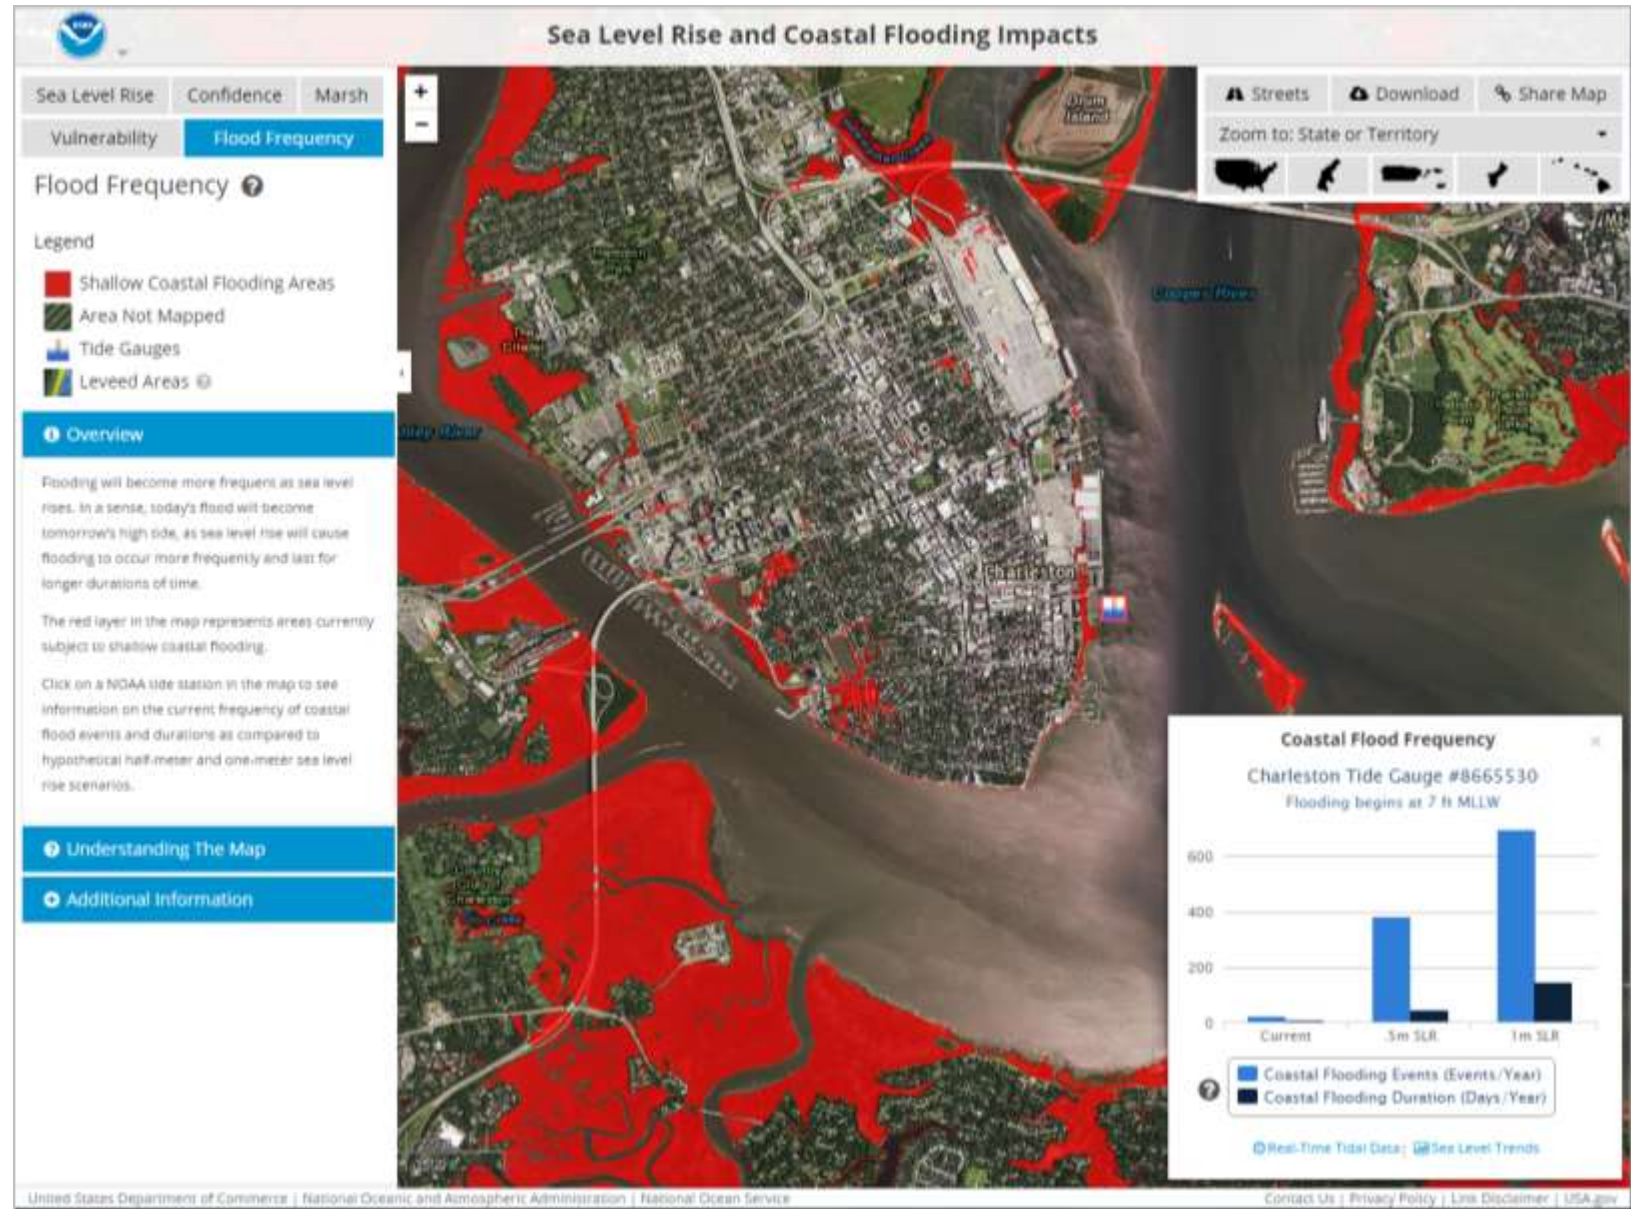 Sea Level Rise and Coastal Flooding Impacts
Sea Level Rise
Confidence
Marsh
Vulnerability
Flood Frequency
Flood Frequency
Legend
Shallow Coastal Flooding Areas
Area Not Mapped
Tide Gauges
Leveed Areas
Overview
Flooding will become more frequent as sea level
rises. In a sense, today's flood will become
tomorrow's high tide, as sea level rise will cause
flooding to occur more frequently and last for
longer durations of time.
The red layer in the map represents areas currently
subject to shallow coastal flooding.
Click on a NOAA tide station in the map to see
information on the current frequency of coastal
flood events and durations as compared to
hypothetical half-meter and one-meter sea level
rise scenarios.
Understanding The Map
Additional Information
+
−
Drum
Island
Streets
Download
Share Map
Zoom to: State or Territory
Cooper River
The
Citadel
River
Charleston
Country
Club of
Charleston
Coastal Flood Frequency
×
Charleston Tide Gauge #8665530
Flooding begins at 7 ft MLLW
600
400
200
0
Current
.5m SLR
1m SLR
Coastal Flooding Events (Events/Year)
Coastal Flooding Duration (Days/Year)
Real-Time Tidal Data | Sea Level Trends
United States Department of Commerce | National Oceanic and Atmospheric Administration | National Ocean Service
Contact Us | Privacy Policy | Link Disclaimer | USA.gov